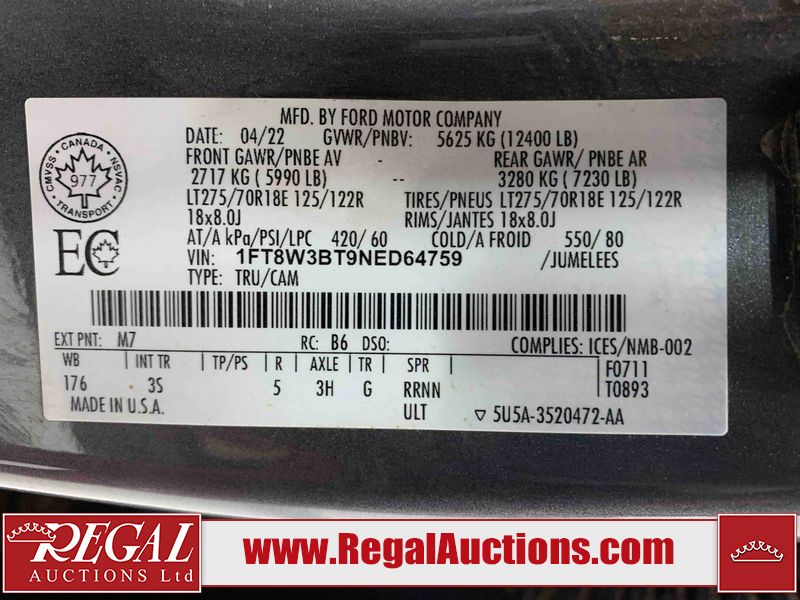 MFD. BY FORD MOTOR COMPANY
DATE: 04/22 GVWR/PNBV: 5625 KG (12400 LB)
FRONT GAWR/PNBE AV - REAR GAWR/ PNBE AR
2717 KG ( 5990 LB) -- 3280 KG ( 7230 LB)
LT275/70R18E 125/122R TIRES/PNEUS LT275/70R18E 125/122R
18x8.0J RIMS/JANTES 18x8.0J
AT/A kPa/PSI/LPC 420/ 60 COLD/A FROID 550/ 80
VIN: 1FT8W3BT9NED64759 /JUMELEES
TYPE: TRU/CAM
CMVSS · CANADA · NSVAC
977
TRANSPORT
EC
EXT PNT: M7 RC: B6 DSO: COMPLIES: ICES/NMB-002
WB INT TR TP/PS R AXLE TR SPR F0711
176 3S 5 3H G RRNN T0893
MADE IN U.S.A. ULT ▽ 5U5A-3520472-AA
REGAL
AUCTIONS Ltd
www.RegalAuctions.com